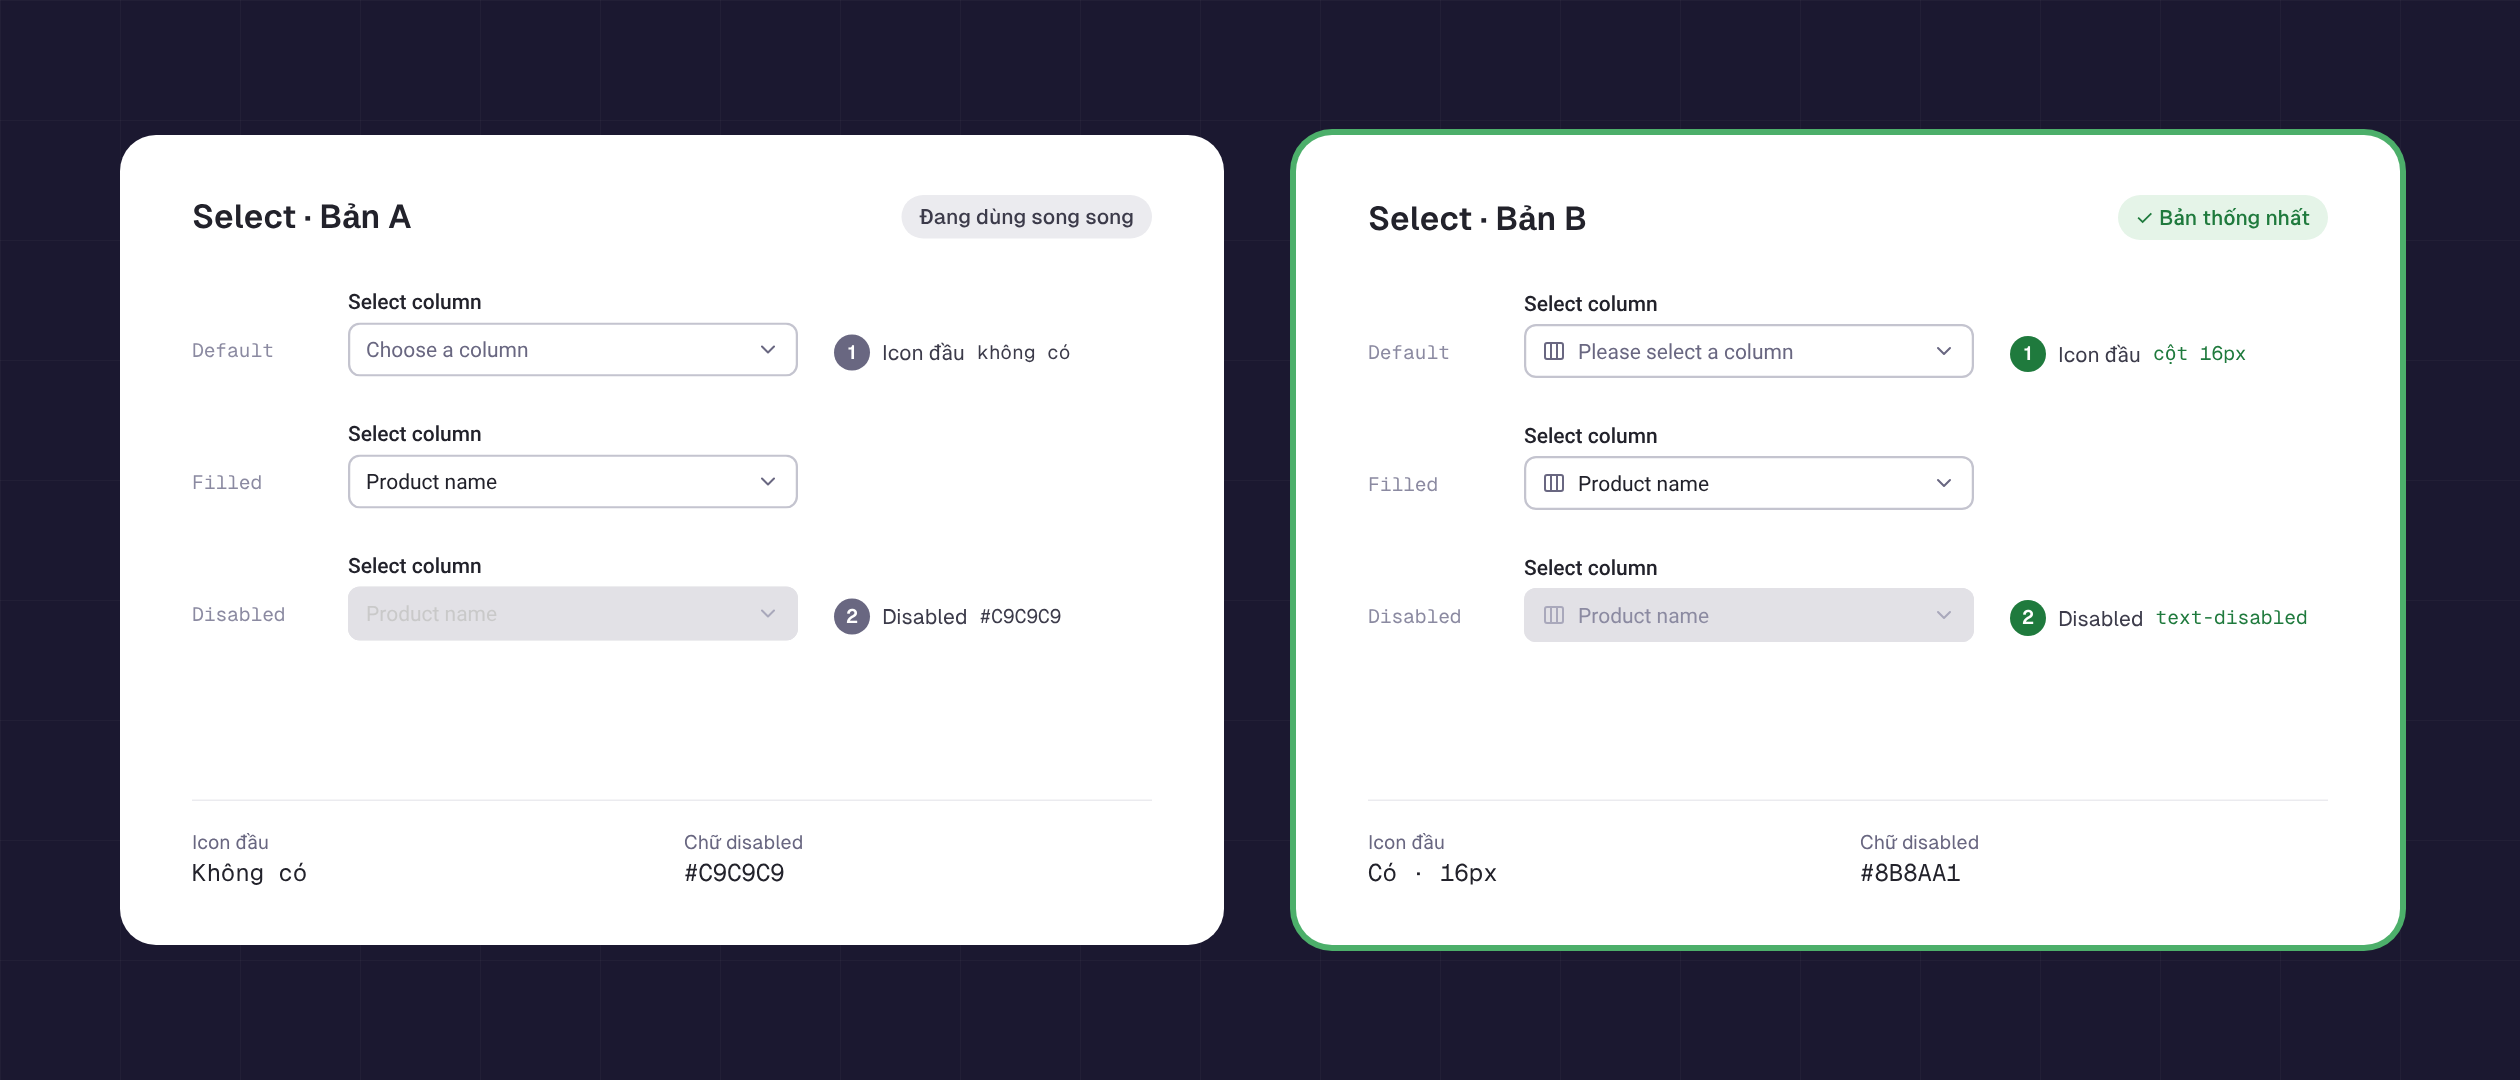 Select · Bản A
Đang dùng song song
Select column
Default
Choose a column
1 Icon đầu không có
Select column
Filled
Product name
Select column
Disabled
Product name
2 Disabled #C9C9C9
Icon đầu
Không có
Chữ disabled
#C9C9C9
Select · Bản B
✓ Bản thống nhất
Select column
Default
Please select a column
1 Icon đầu cột 16px
Select column
Filled
Product name
Select column
Disabled
Product name
2 Disabled text-disabled
Icon đầu
Có · 16px
Chữ disabled
#8B8AA1